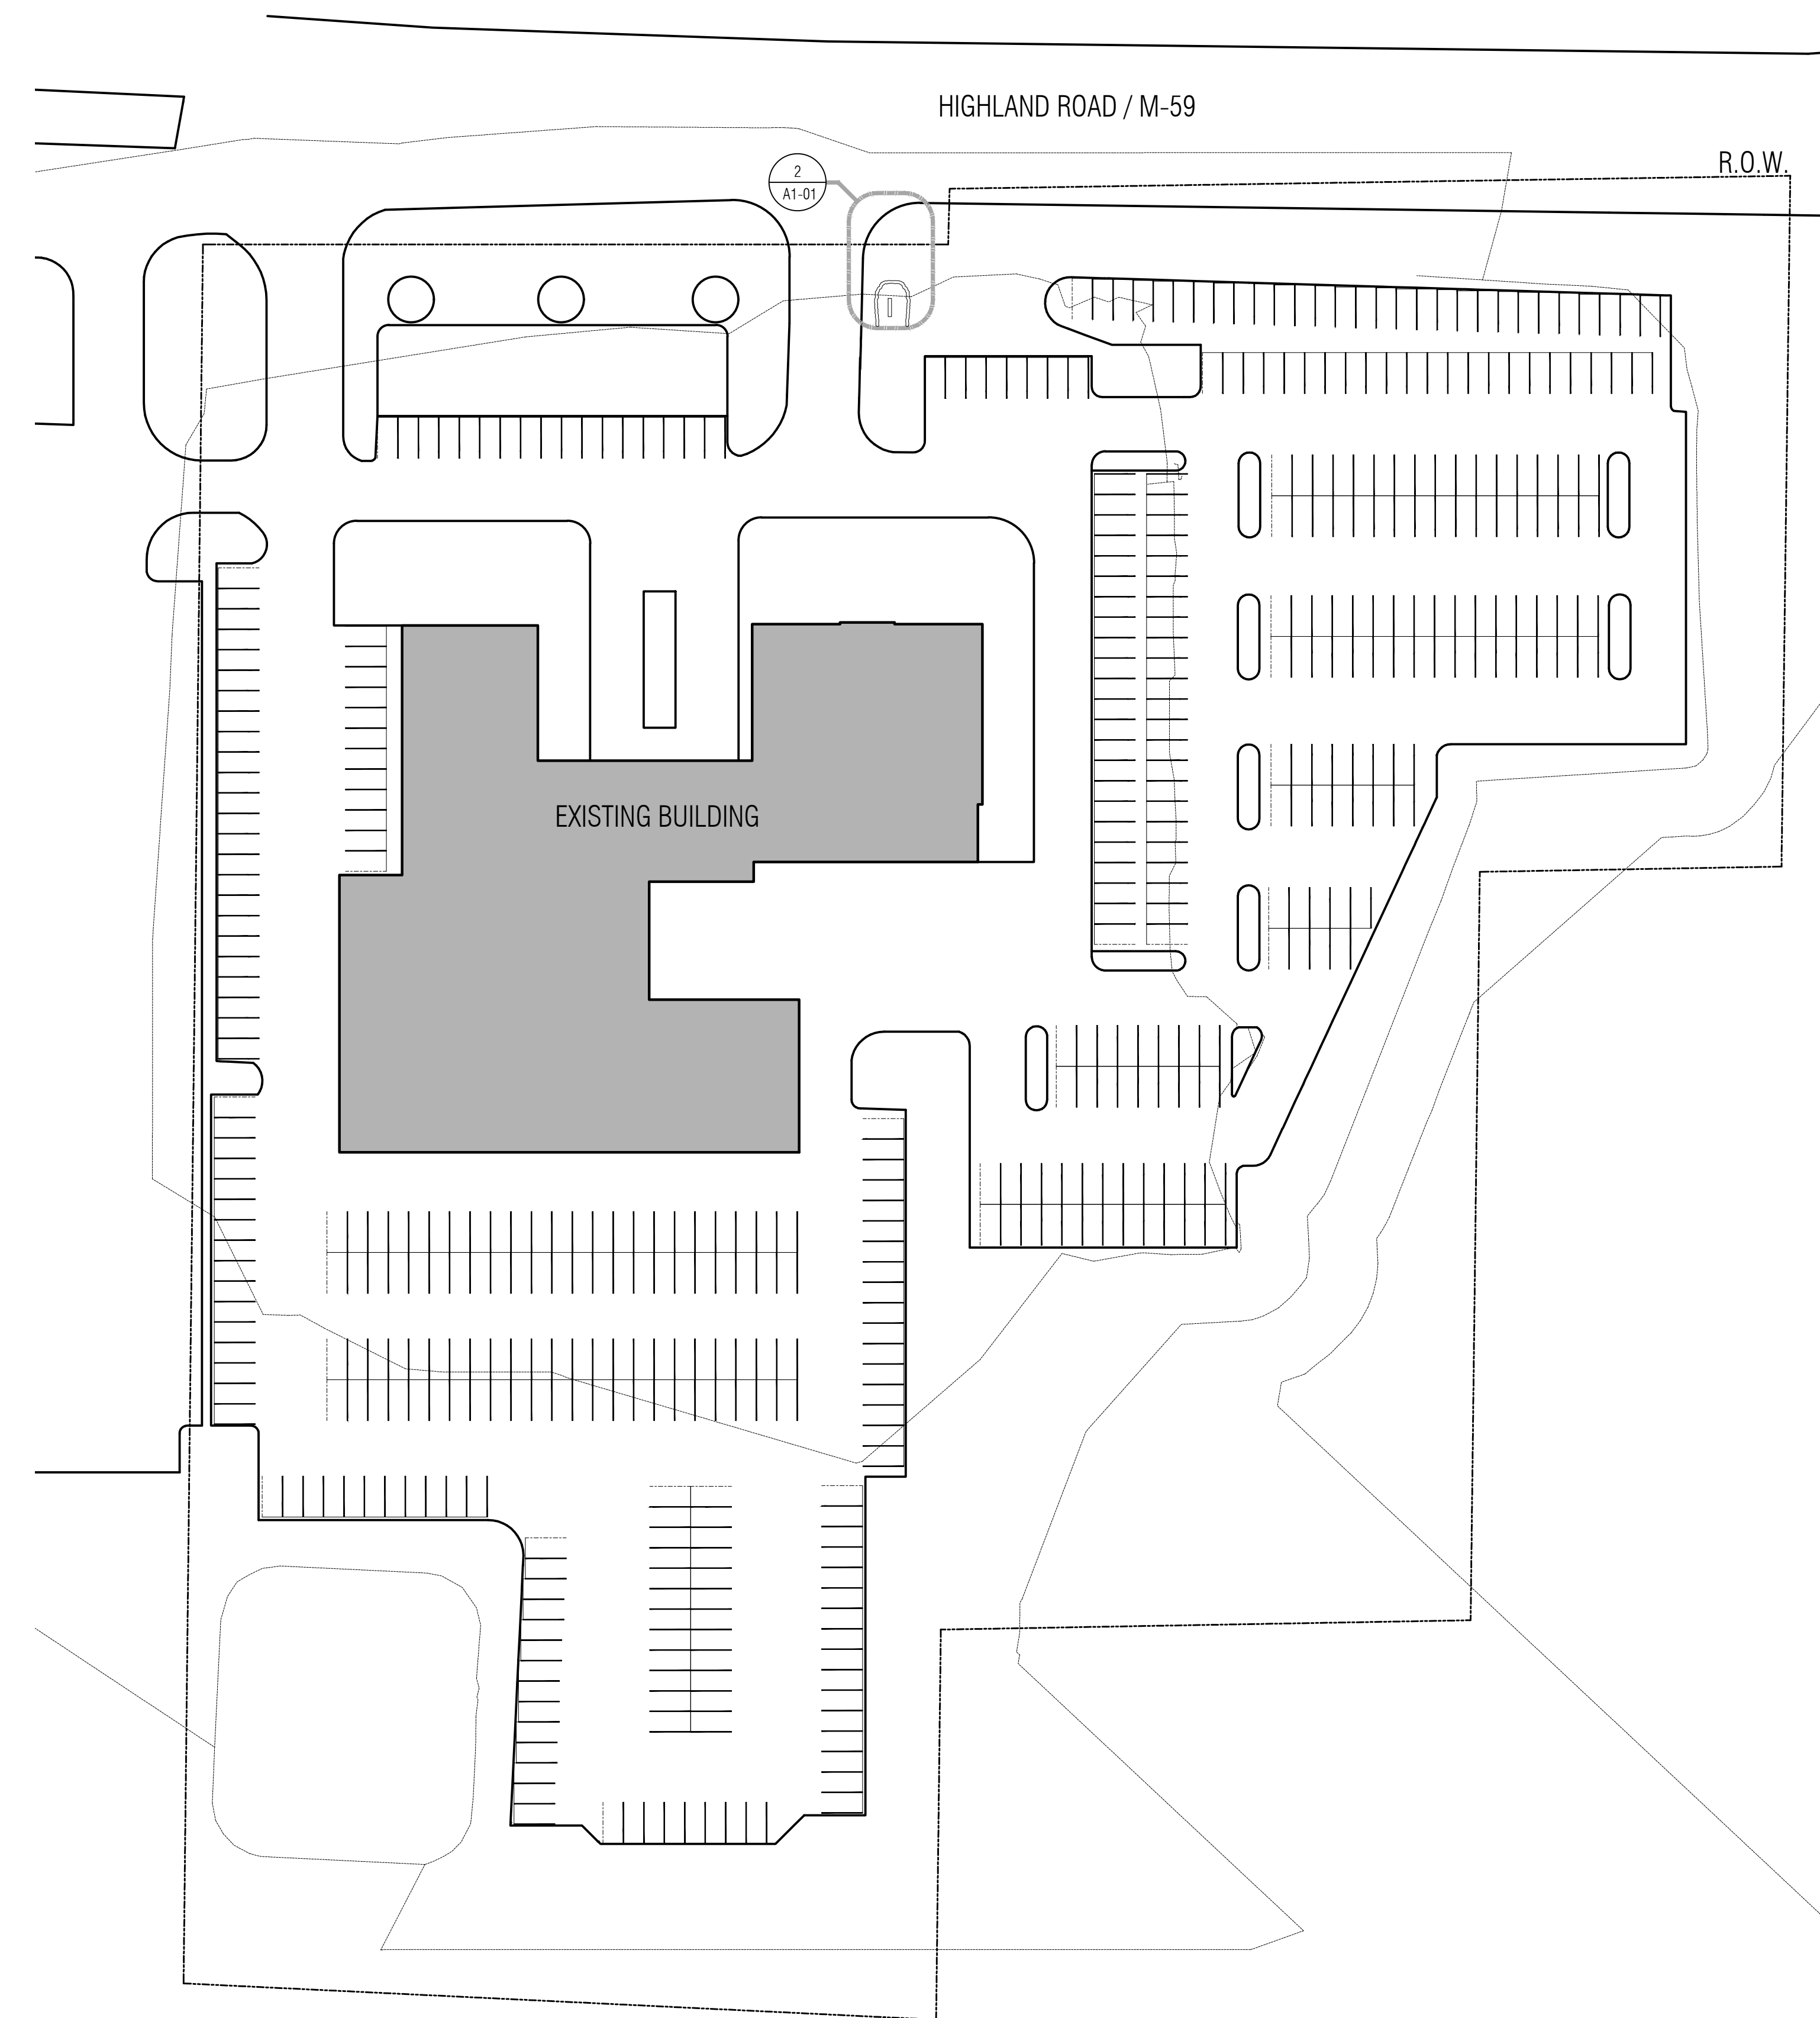 HIGHLAND ROAD / M-59
R.O.W.
2
A1-01
EXISTING BUILDING